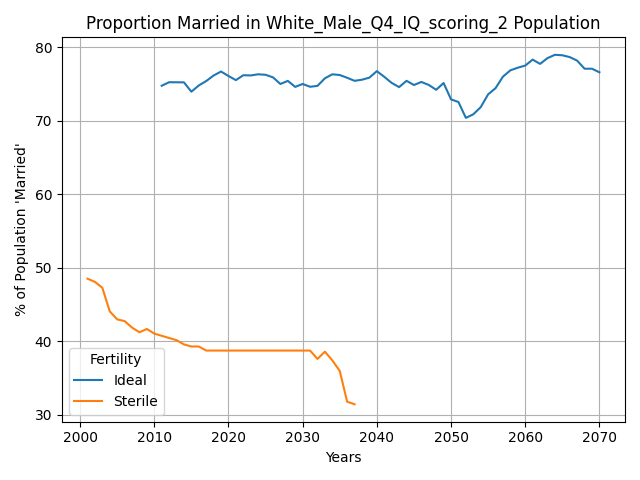 Proportion Married in White_Male_Q4_IQ_scoring_2 Population
% of Population 'Married'
80
70
60
50
40
30
Fertility
Ideal
Sterile
2000 2010 2020 2030 2040 2050 2060 2070
Years